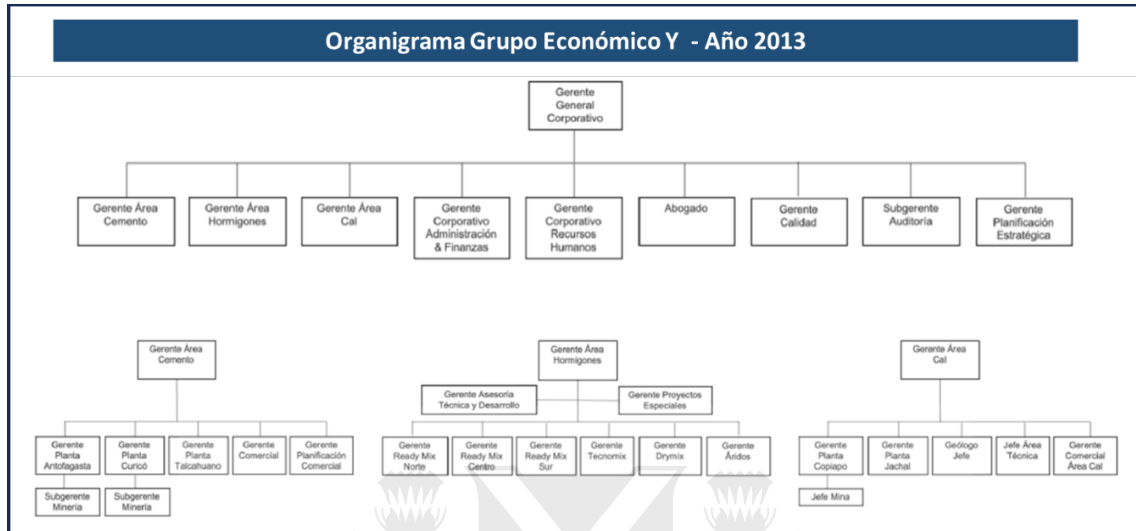 Organigrama Grupo Económico Y - Año 2013
Gerente
General
Corporativo
Gerente Área
Cemento
Gerente Área
Hormigones
Gerente Área
Cal
Gerente
Corporativo
Administración
& Finanzas
Gerente
Corporativo
Recursos
Humanos
Abogado
Gerente
Calidad
Subgerente
Auditoría
Gerente
Planificación
Estratégica
Gerente Área
Cemento
Gerente
Planta
Antofagasta
Gerente
Planta
Curicó
Gerente
Planta
Talcahuano
Gerente
Comercial
Gerente
Planificación
Comercial
Subgerente
Minería
Subgerente
Minería
Gerente Área
Hormigones
Gerente Asesoría
Técnica y Desarrollo
Gerente Proyectos
Especiales
Gerente
Ready Mix
Norte
Gerente
Ready Mix
Centro
Gerente
Ready Mix
Sur
Gerente
Tecnomix
Gerente
Drymix
Gerente
Áridos
Gerente Área
Cal
Gerente
Planta
Copiapo
Gerente
Planta
Jachal
Geólogo
Jefe
Jefe Área
Técnica
Gerente
Comercial
Área Cal
Jefe Mina